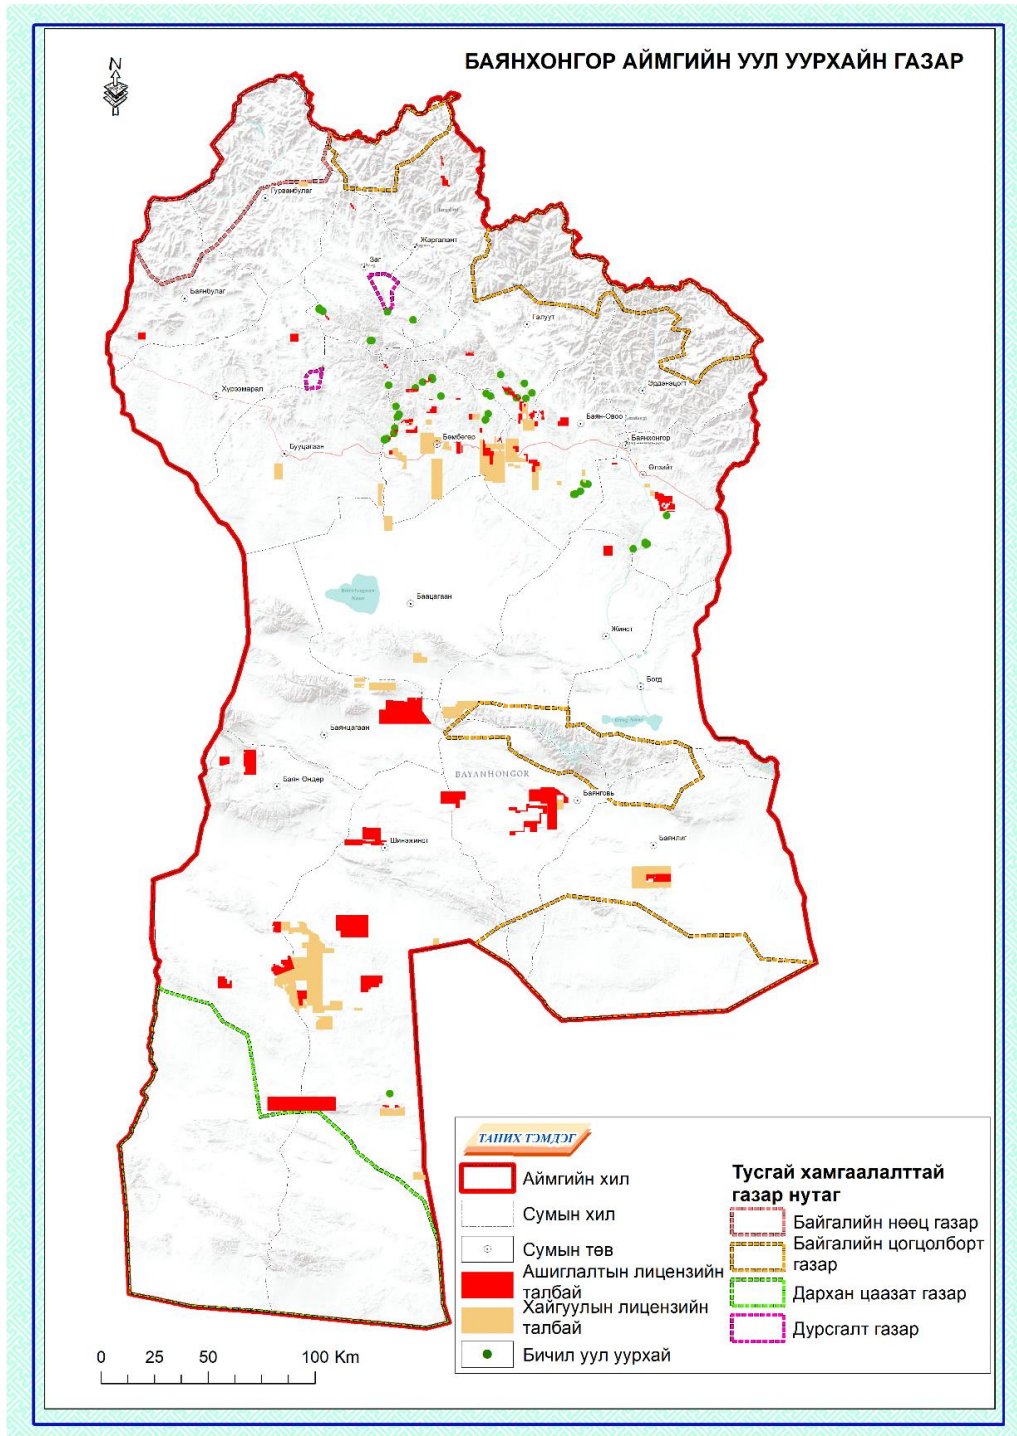 БАЯНХОНГОР АЙМГИЙН УУЛ УУРХАЙН ГАЗАР
N
Гурванбулаг
Жаргалант
Заг
Баянбулаг
Галуут
Эрдэнэцогт
Хүрээмарал
Баян-Овоо
Баянхонгор
Бөмбөгөр
Бууцагаан
Өлзийт
Баацагаан
Жинст
Богд
Баянцагаан
BAYANHONGOR
Баян Өндөр
Баянговь
Шинэжинст
Баянлиг
ТАНИХ ТЭМДЭГ
Аймгийн хил
Сумын хил
Сумын төв
Ашиглалтын лицензийн
талбай
Хайгуулын лицензийн
талбай
Бичил уул уурхай
Тусгай хамгаалалттай
газар нутаг
Байгалийн нөөц газар
Байгалийн цогцолборт
газар
Дархан цаазат газар
Дурсгалт газар
0 25 50 100 Km